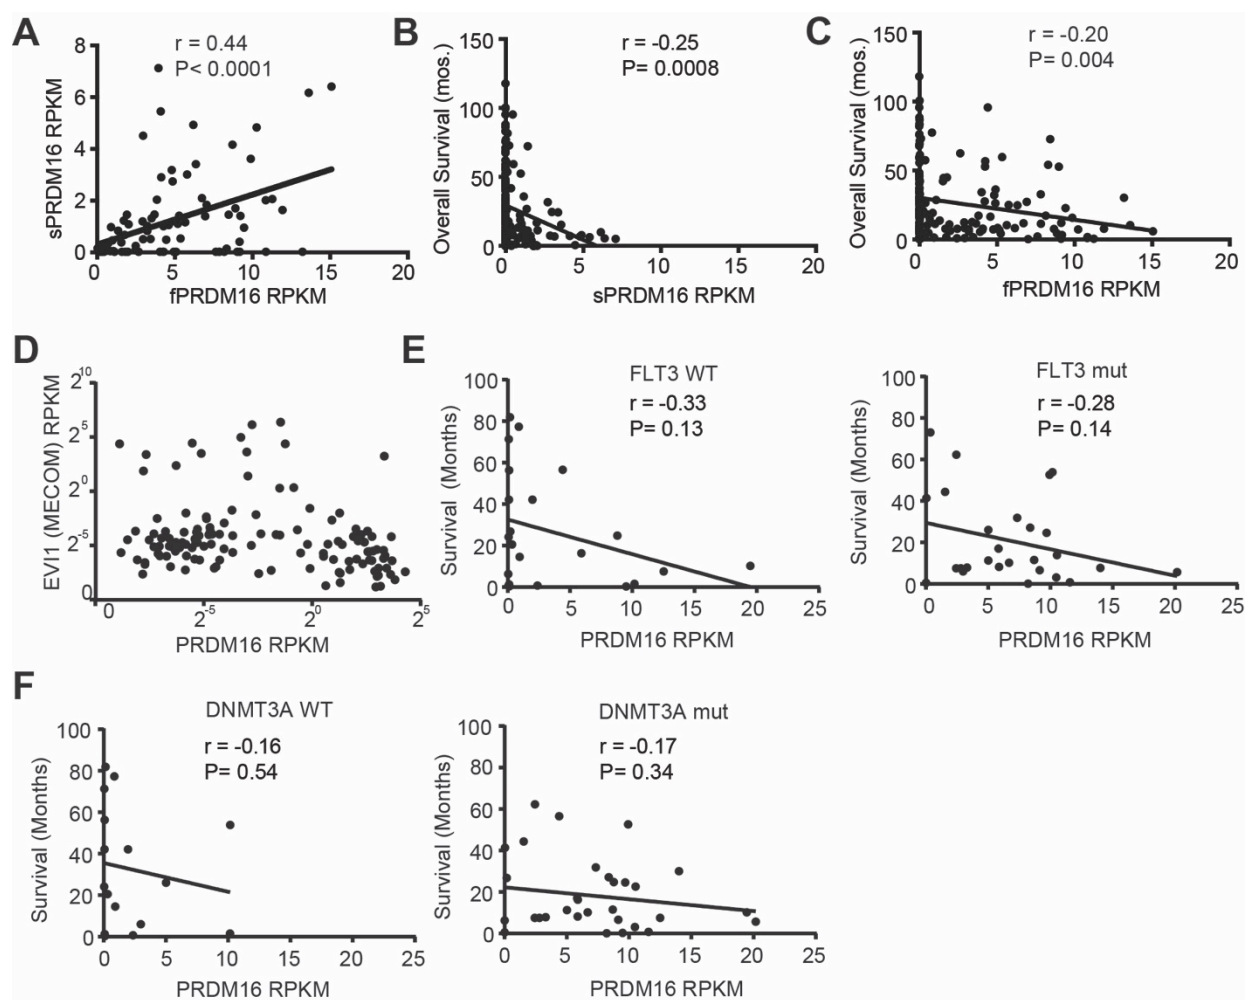 A
r = 0.44
P< 0.0001
sPRDM16 RPKM
8
6
4
2
0
0 5 10 15 20
fPRDM16 RPKM
B
r = -0.25
P= 0.0008
Overall Survival (mos.)
150
100
50
0
0 5 10 15 20
sPRDM16 RPKM
C
r = -0.20
P= 0.004
Overall Survival (mos.)
150
100
50
0
0 5 10 15 20
fPRDM16 RPKM
D
EVI1 (MECOM) RPKM
2^10
2^5
2^0
2^-5
0
0 2^-5 2^0 2^5
PRDM16 RPKM
E
FLT3 WT
r = -0.33
P= 0.13
Survival (Months)
100
80
60
40
20
0
0 5 10 15 20 25
PRDM16 RPKM
FLT3 mut
r = -0.28
P= 0.14
Survival (Months)
100
80
60
40
20
0
0 5 10 15 20 25
PRDM16 RPKM
F
DNMT3A WT
r = -0.16
P= 0.54
Survival (Months)
100
80
60
40
20
0
0 5 10 15 20 25
PRDM16 RPKM
DNMT3A mut
r = -0.17
P= 0.34
Survival (Months)
100
80
60
40
20
0
0 5 10 15 20 25
PRDM16 RPKM